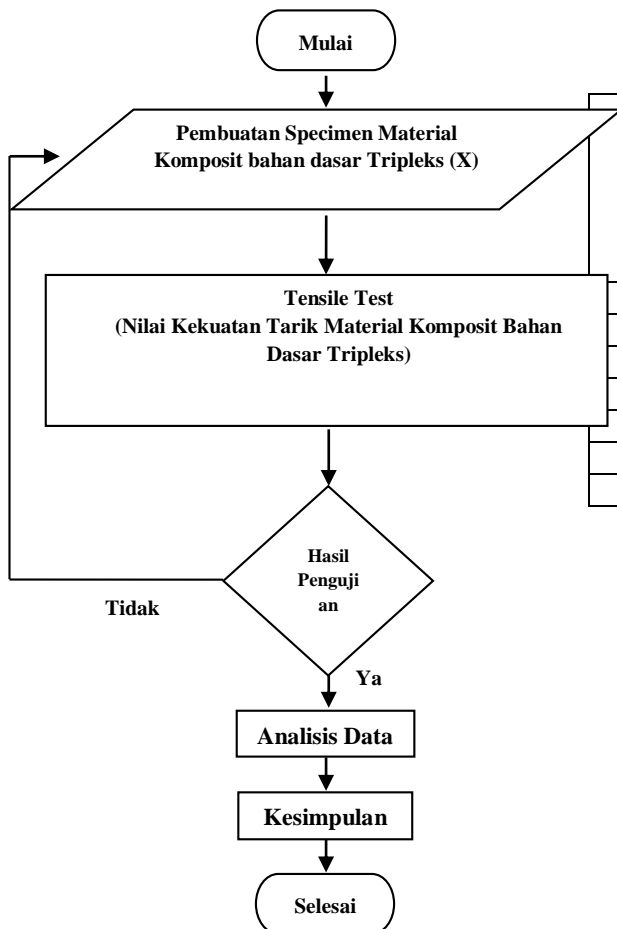 Mulai
Pembuatan Specimen Material
Komposit bahan dasar Tripleks (X)
Tensile Test
(Nilai Kekuatan Tarik Material Komposit Bahan
Dasar Tripleks)
Hasil
Penguji
an
Tidak
Ya
Analisis Data
Kesimpulan
Selesai